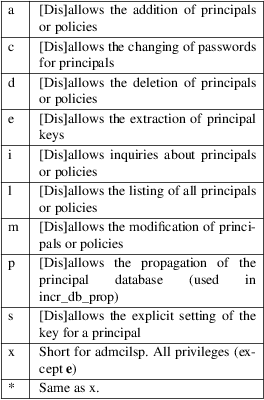 a [Dis]allows the addition of principals
or policies
c [Dis]allows the changing of passwords
for principals
d [Dis]allows the deletion of principals
or policies
e [Dis]allows the extraction of principal
keys
i [Dis]allows inquiries about principals
or policies
l [Dis]allows the listing of all principals
or policies
m [Dis]allows the modification of princi-
pals or policies
p [Dis]allows the propagation of the
principal database (used in
incr_db_prop)
s [Dis]allows the explicit setting of the
key for a principal
x Short for admcilsp. All privileges (ex-
cept e)
* Same as x.